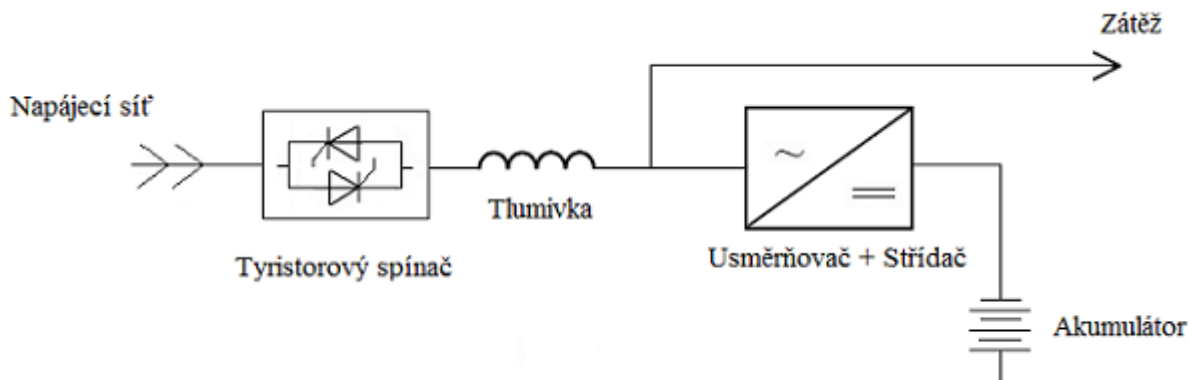 Zátěž
Napájecí síť
Tlumivka
Tyristorový spínač
Usměrňovač + Střídač
Akumulátor